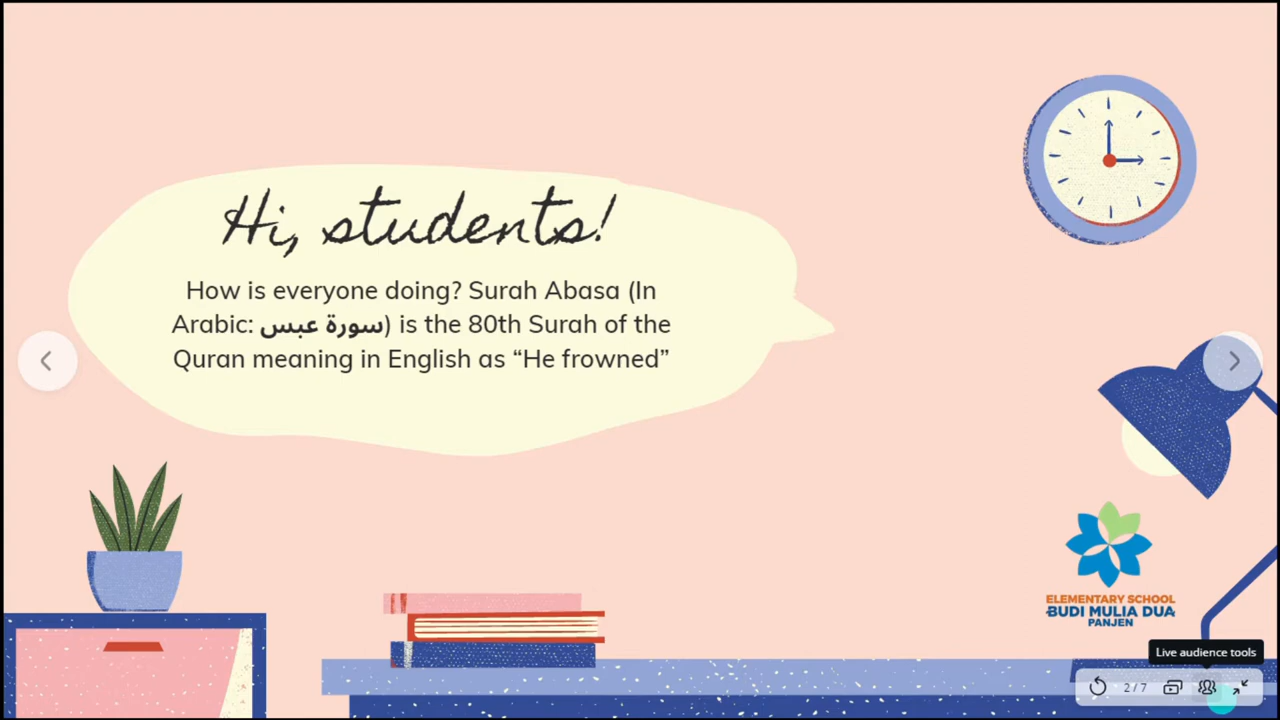 Hi, students!
How is everyone doing? Surah Abasa (In
Arabic: سورة عبس) is the 80th Surah of the
Quran meaning in English as “He frowned”
ELEMENTARY SCHOOL
BUDI MULIA DUA
PANJEN
Live audience tools
2 / 7